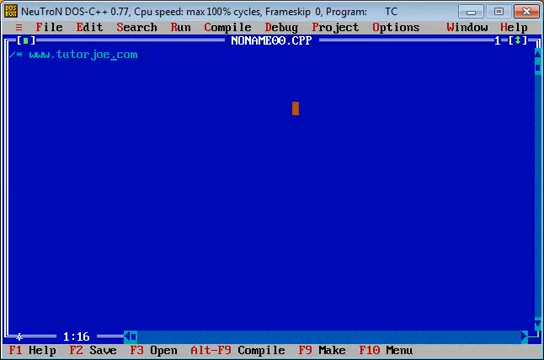 NeuTroN DOS-C++ 0.77, Cpu speed: max 100% cycles, Frameskip 0, Program: TC
≡ File Edit Search Run Compile Debug Project Options Window Help
NONAME00.CPP 1
/* www.tutorjoe_com
* 1:16
F1 Help F2 Save F3 Open Alt-F9 Compile F9 Make F10 Menu